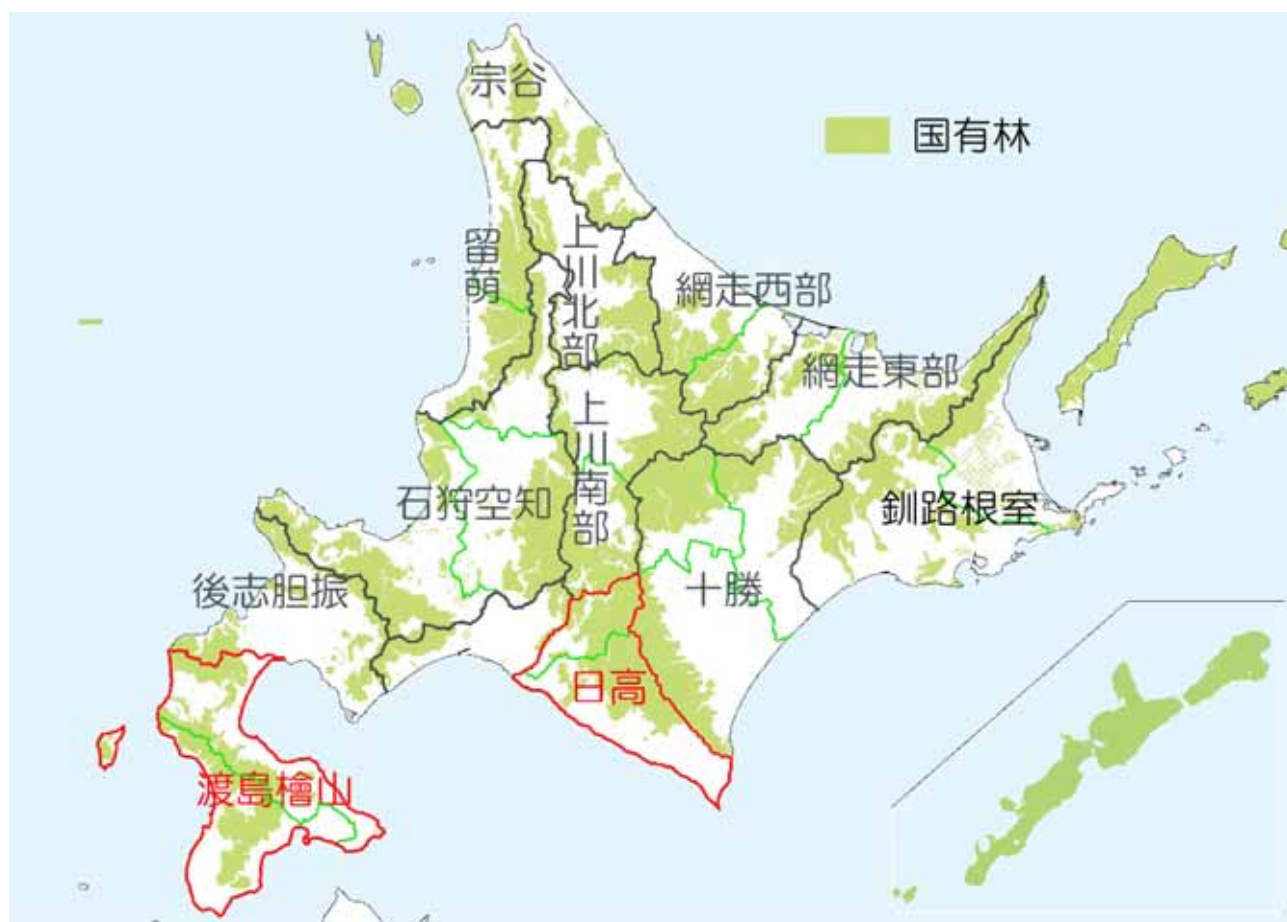 宗谷
国有林
留萌
上川北部
網走西部
網走東部
上川南部
石狩空知
釧路根室
十勝
後志胆振
日高
渡島檜山